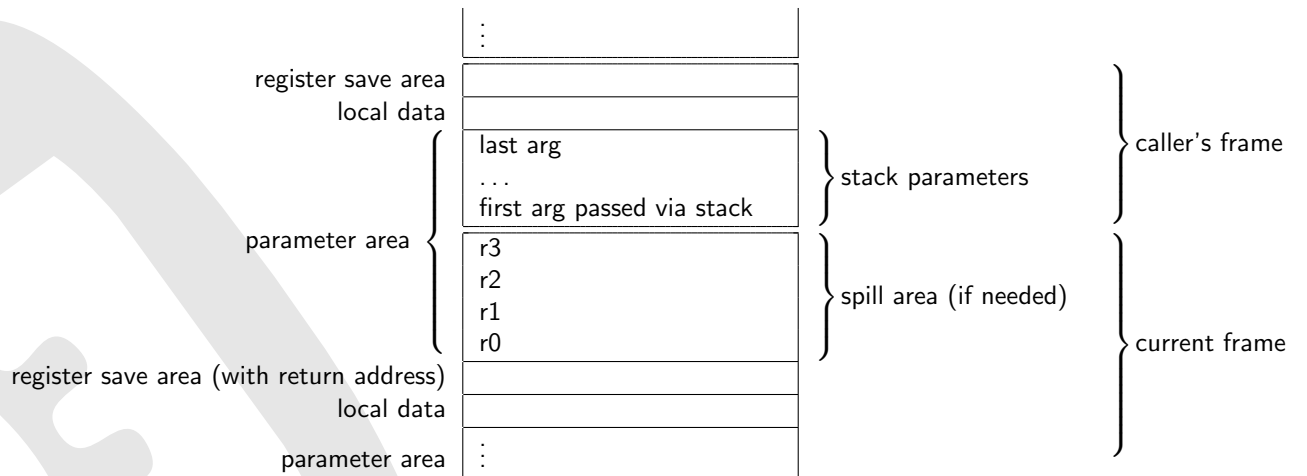 ⋮
register save area
local data
last arg
. . .
first arg passed via stack
stack parameters
caller's frame
parameter area
r3
r2
r1
r0
spill area (if needed)
current frame
register save area (with return address)
local data
parameter area
⋮